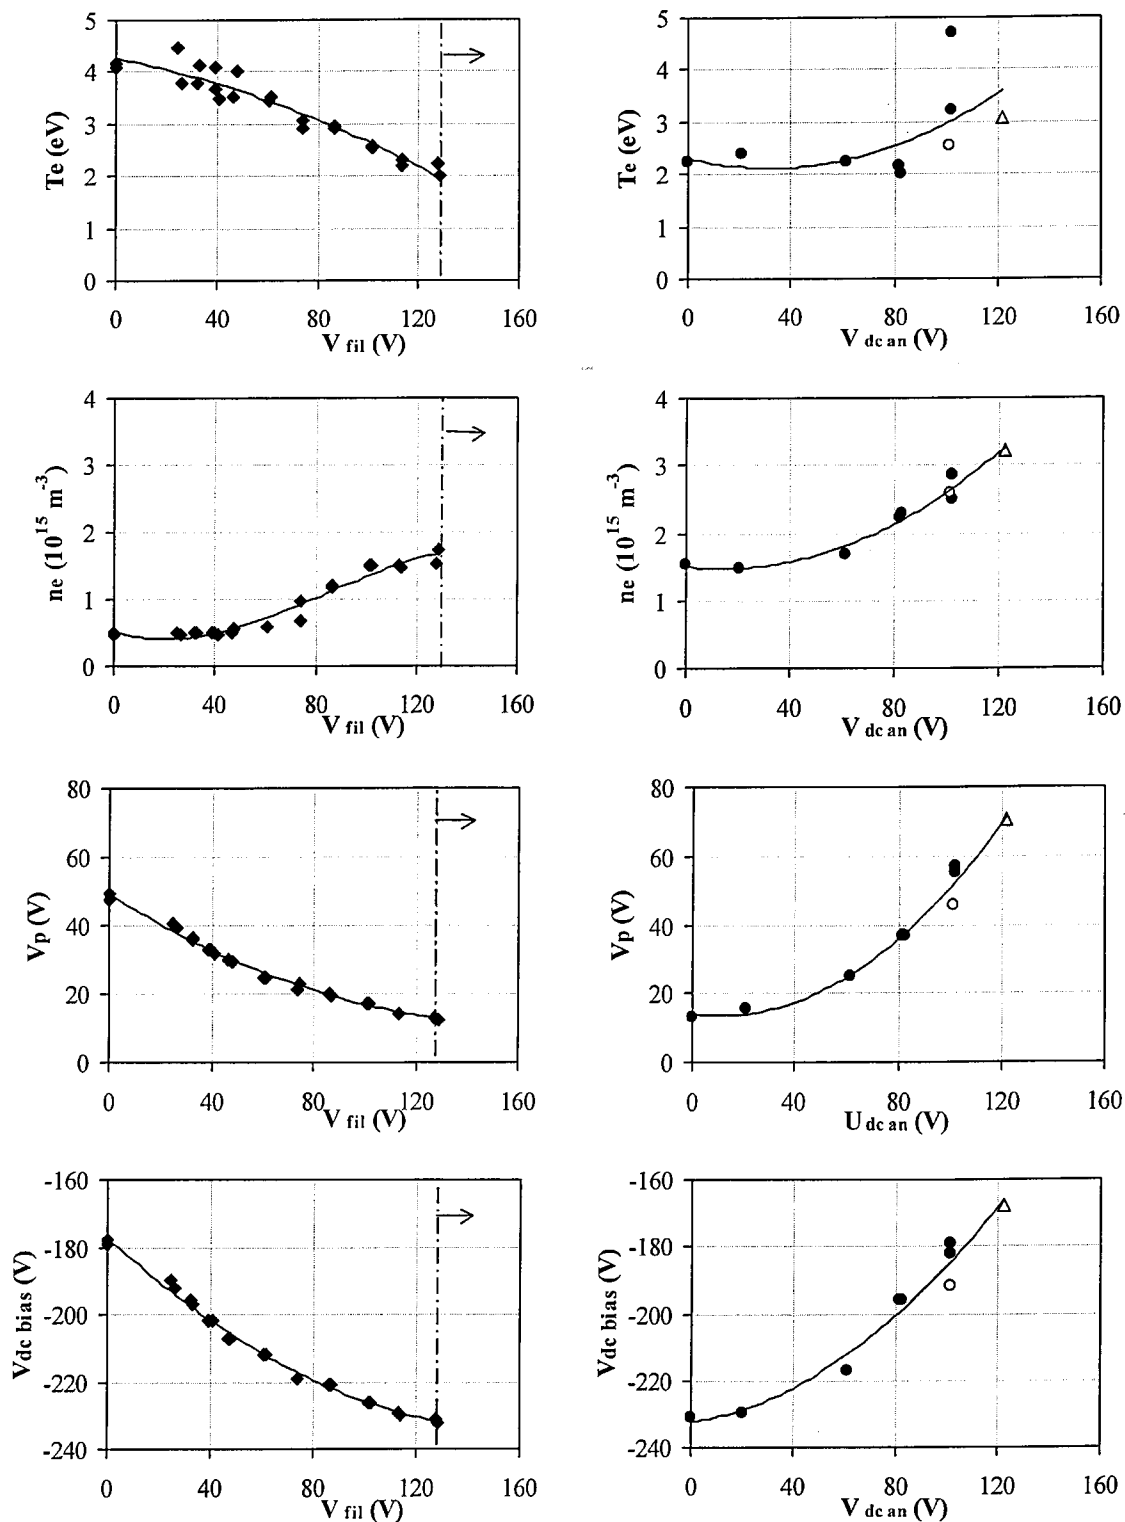 5
4
3
2
1
0
Te (eV)
0 40 80 120 160
V fil (V)
5
4
3
2
1
0
Te (eV)
0 40 80 120 160
V dc an (V)
4
3
2
1
0
ne (10^15 m^-3)
0 40 80 120 160
V fil (V)
4
3
2
1
0
ne (10^15 m^-3)
0 40 80 120 160
V dc an (V)
80
60
40
20
0
Vp (V)
0 40 80 120 160
V fil (V)
80
60
40
20
0
Vp (V)
0 40 80 120 160
U dc an (V)
-160
-180
-200
-220
-240
Vdc bias (V)
0 40 80 120 160
V fil (V)
-160
-180
-200
-220
-240
Vdc bias (V)
0 40 80 120 160
V dc an (V)